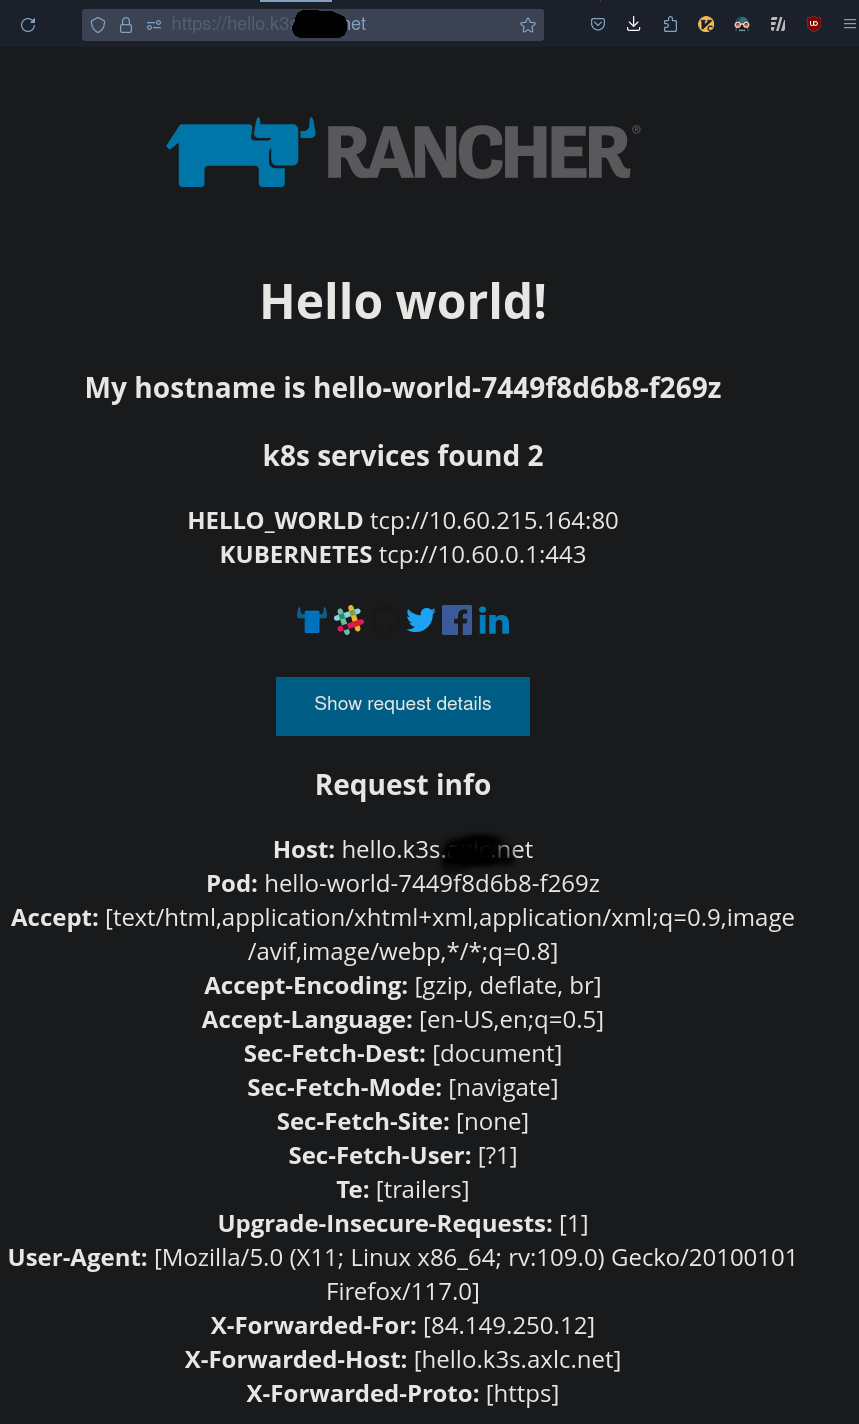 https://hello.k3 net
RANCHER®
Hello world!
My hostname is hello-world-7449f8d6b8-f269z
k8s services found 2
HELLO_WORLD tcp://10.60.215.164:80
KUBERNETES tcp://10.60.0.1:443
Show request details
Request info
Host: hello.k3s. .net
Pod: hello-world-7449f8d6b8-f269z
Accept: [text/html,application/xhtml+xml,application/xml;q=0.9,image
/avif,image/webp,*/*;q=0.8]
Accept-Encoding: [gzip, deflate, br]
Accept-Language: [en-US,en;q=0.5]
Sec-Fetch-Dest: [document]
Sec-Fetch-Mode: [navigate]
Sec-Fetch-Site: [none]
Sec-Fetch-User: [?1]
Te: [trailers]
Upgrade-Insecure-Requests: [1]
User-Agent: [Mozilla/5.0 (X11; Linux x86_64; rv:109.0) Gecko/20100101
Firefox/117.0]
X-Forwarded-For: [84.149.250.12]
X-Forwarded-Host: [hello.k3s.axlc.net]
X-Forwarded-Proto: [https]